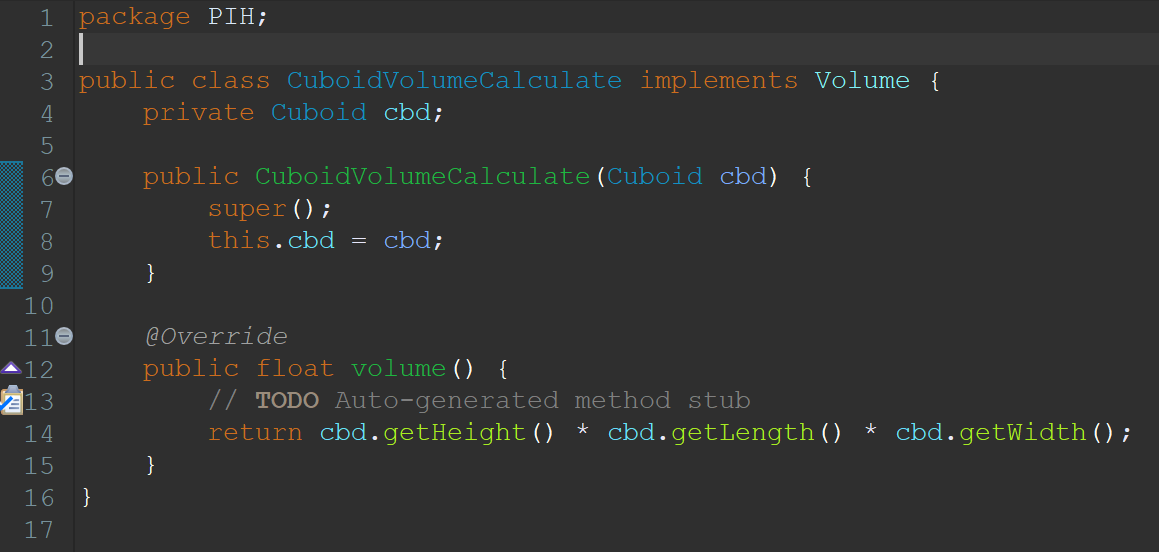 1 package PIH;
2
3 public class CuboidVolumeCalculate implements Volume {
4     private Cuboid cbd;
5
6     public CuboidVolumeCalculate(Cuboid cbd) {
7         super();
8         this.cbd = cbd;
9     }
10
11     @Override
12     public float volume() {
13         // TODO Auto-generated method stub
14         return cbd.getHeight() * cbd.getLength() * cbd.getWidth();
15     }
16 }
17